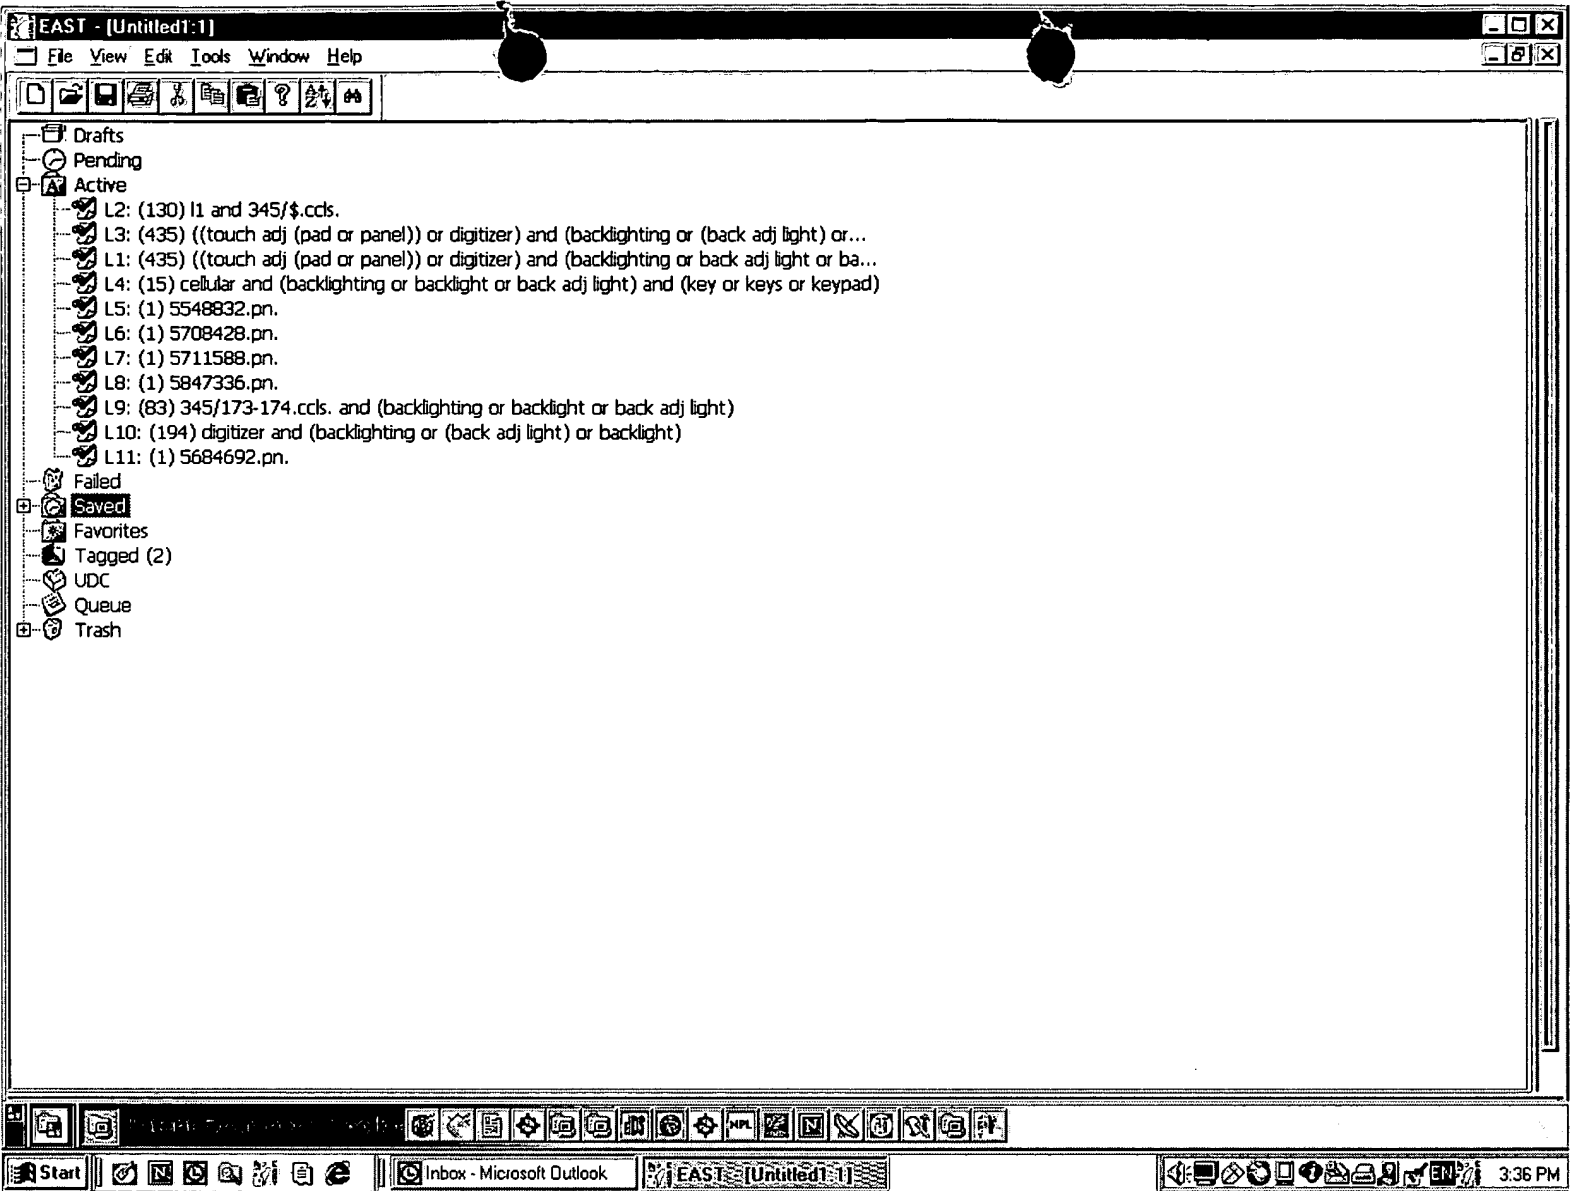 EAST - [Untitled1:1]
File View Edit Tools Window Help
Drafts
Pending
Active
L2: (130) l1 and 345/$.ccls.
L3: (435) ((touch adj (pad or panel)) or digitizer) and (backlighting or (back adj light) or...
L1: (435) ((touch adj (pad or panel)) or digitizer) and (backlighting or back adj light or ba...
L4: (15) cellular and (backlighting or backlight or back adj light) and (key or keys or keypad)
L5: (1) 5548832.pn.
L6: (1) 5708428.pn.
L7: (1) 5711588.pn.
L8: (1) 5847336.pn.
L9: (83) 345/173-174.ccls. and (backlighting or backlight or back adj light)
L10: (194) digitizer and (backlighting or (back adj light) or backlight)
L11: (1) 5684692.pn.
Failed
Saved
Favorites
Tagged (2)
UDC
Queue
Trash
Start Inbox - Microsoft Outlook EAST - [Untitled1:1] EN 3:36 PM